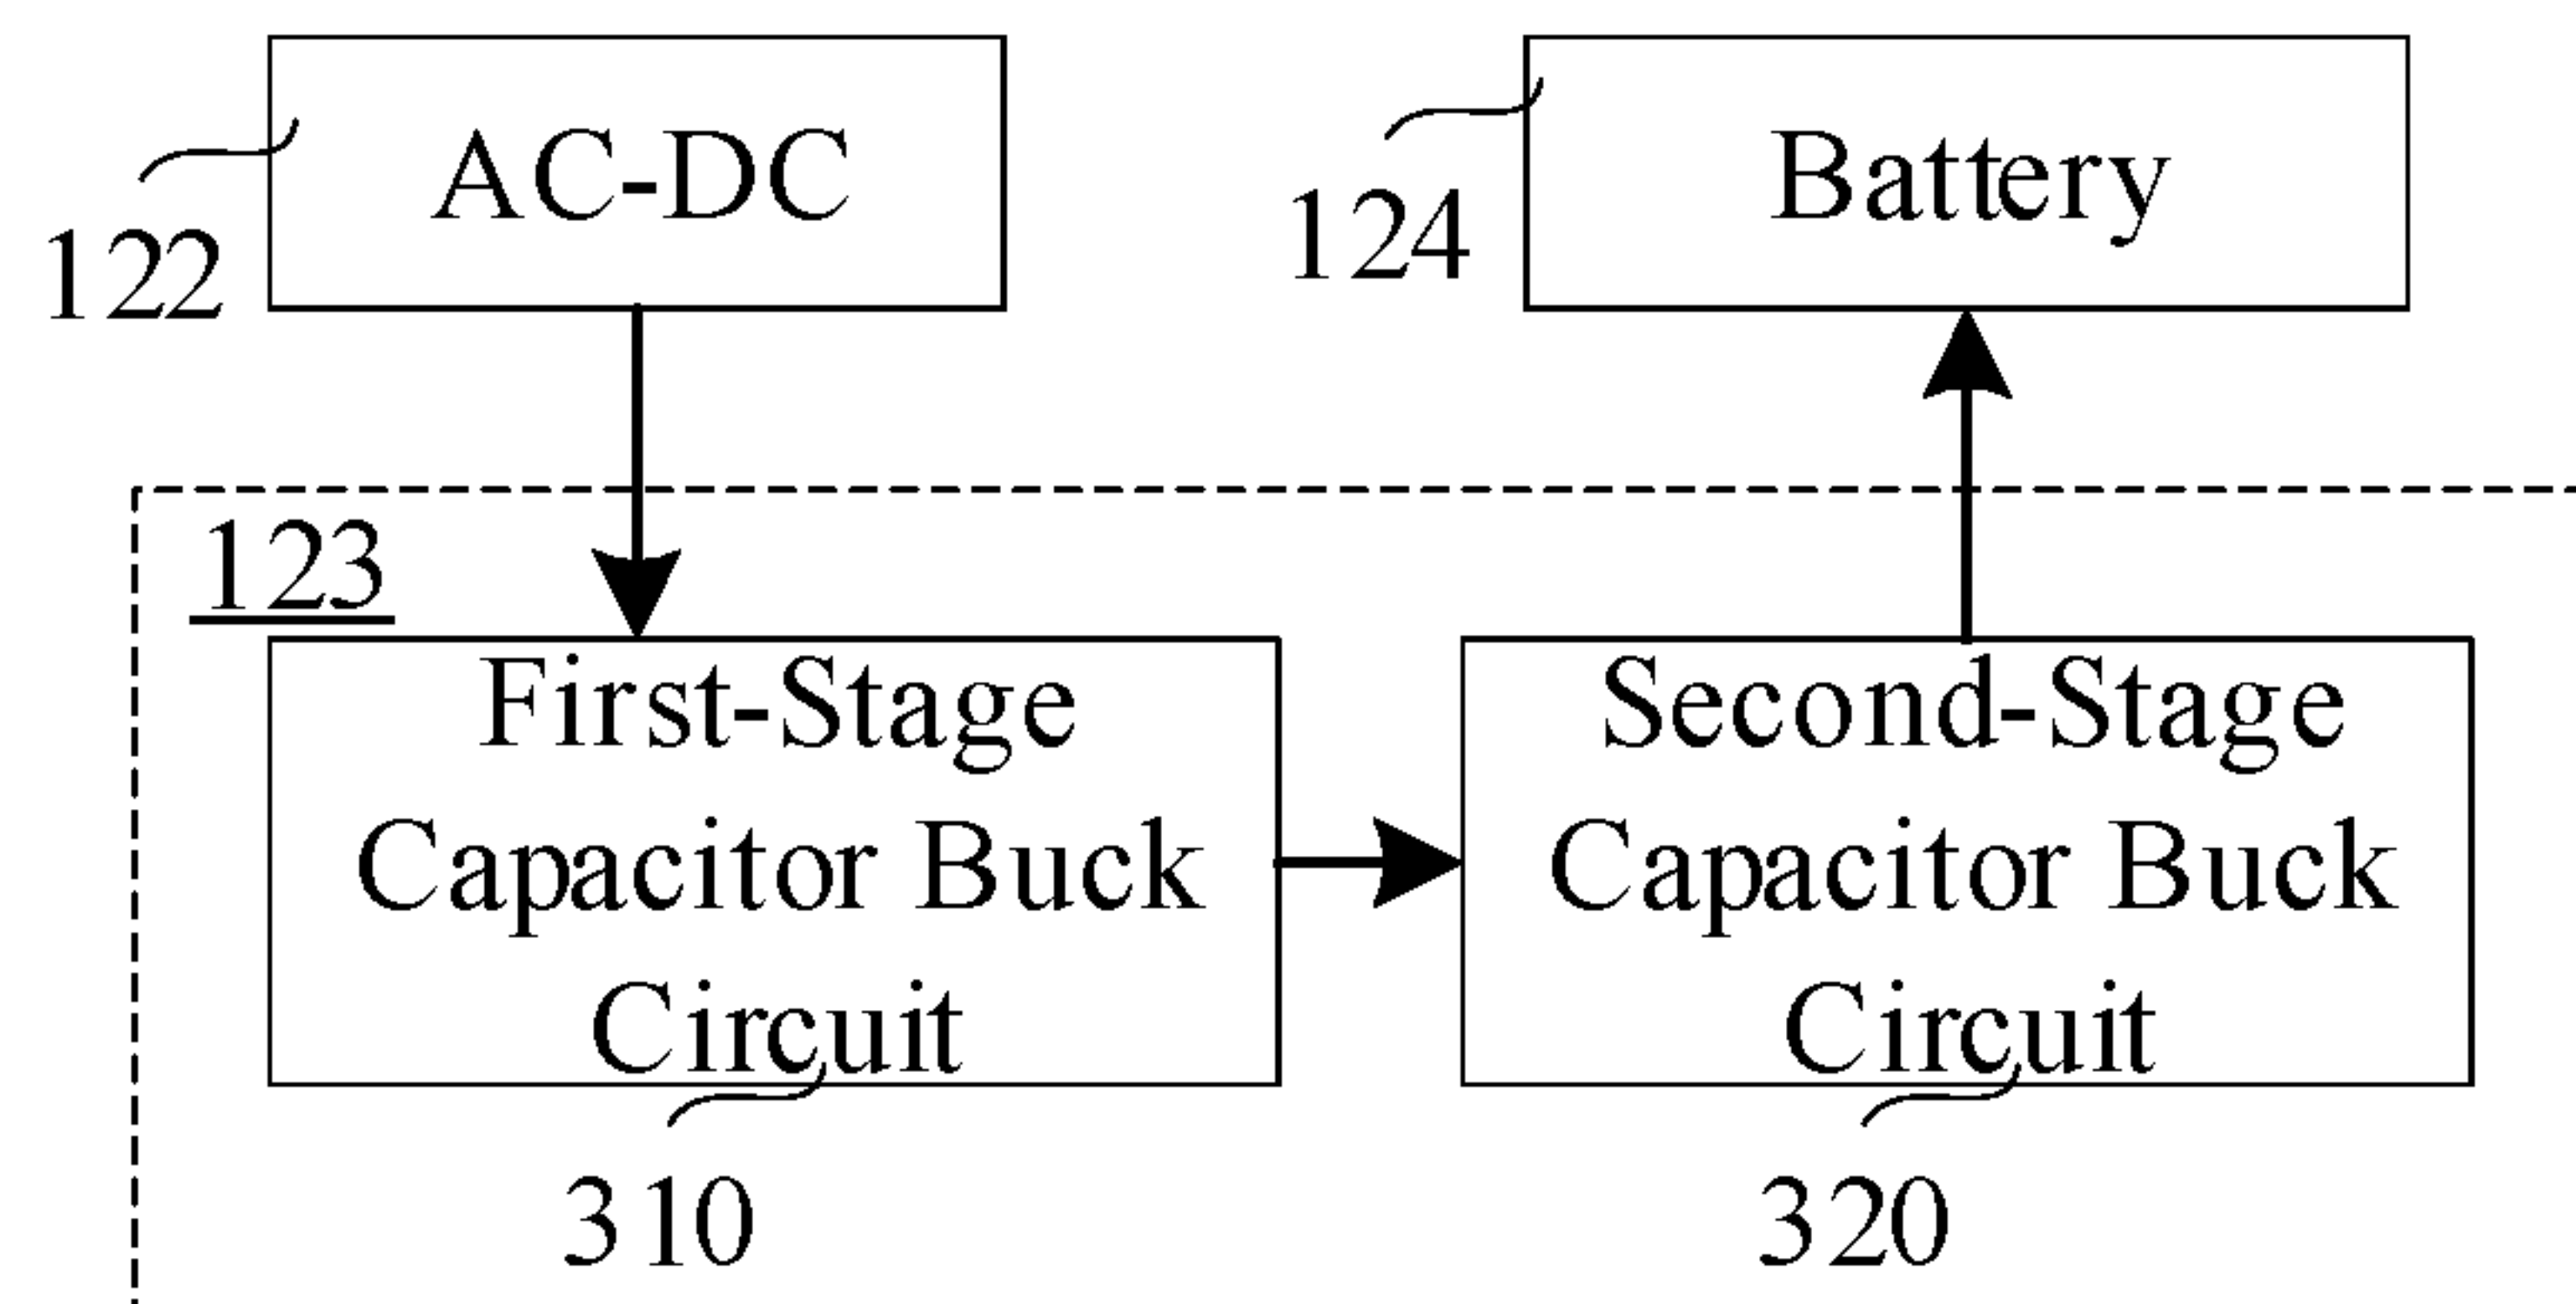 AC-DC
122
Battery
124
123
First-Stage
Capacitor Buck
Circuit
310
Second-Stage
Capacitor Buck
Circuit
320